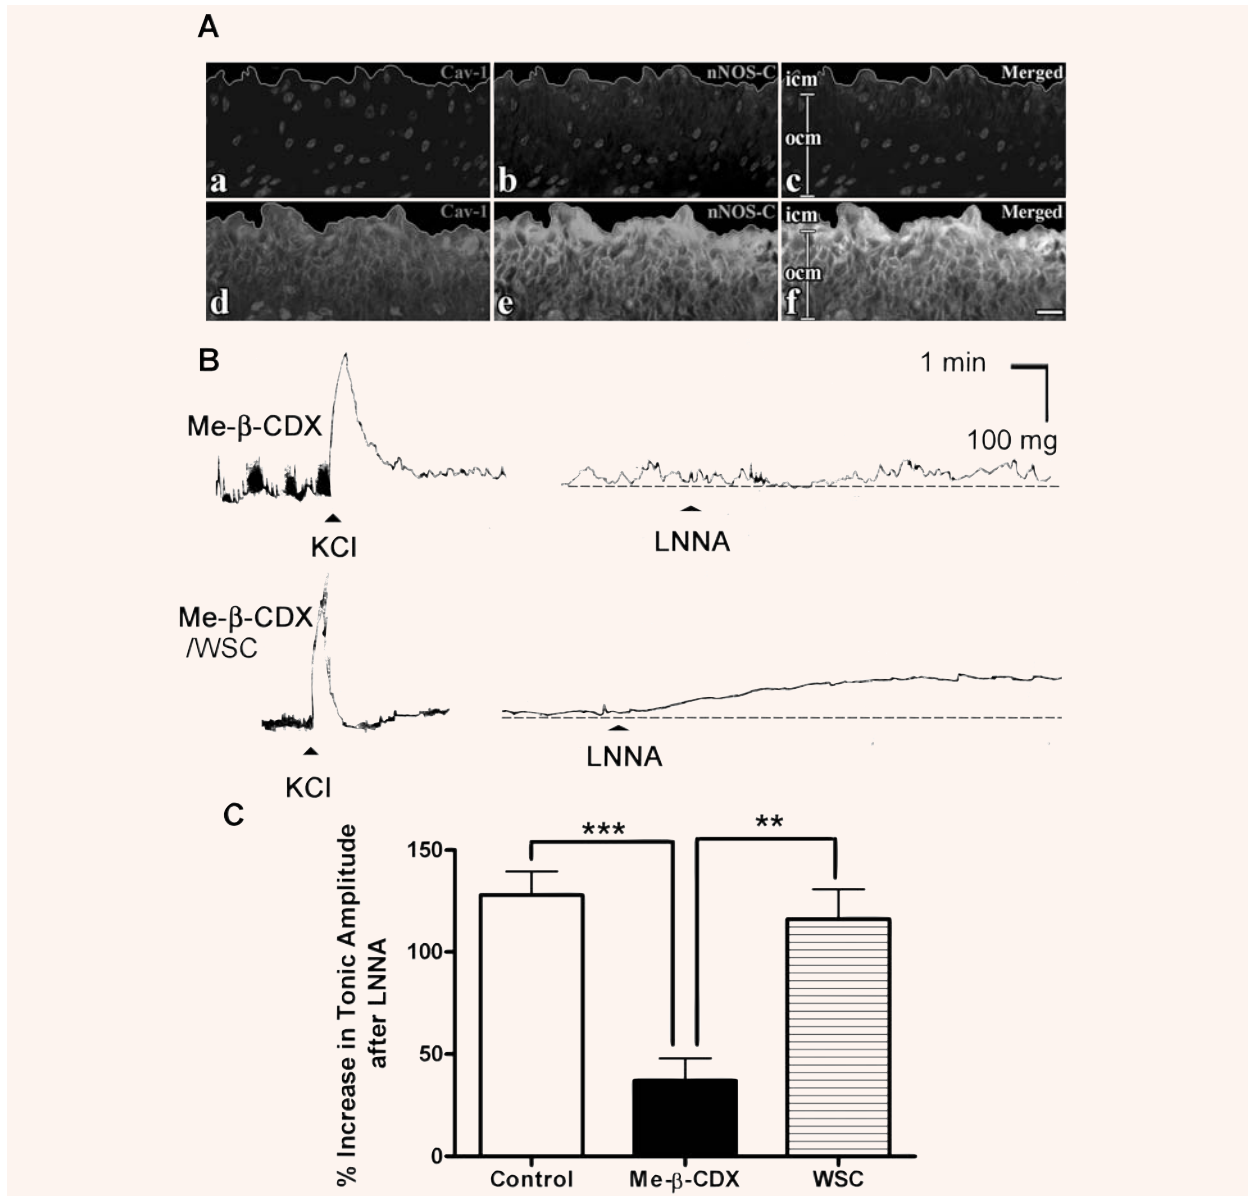 A
Cav-1
nNOS-C
Merged
icm
ocm
a
b
c
Cav-1
nNOS-C
Merged
icm
ocm
d
e
f
B
1 min
100 mg
Me-β-CDX
KCl
LNNA
Me-β-CDX
/WSC
KCl
LNNA
C
% Increase in Tonic Amplitude
after LNNA
150
100
50
0
***
**
Control
Me-β-CDX
WSC